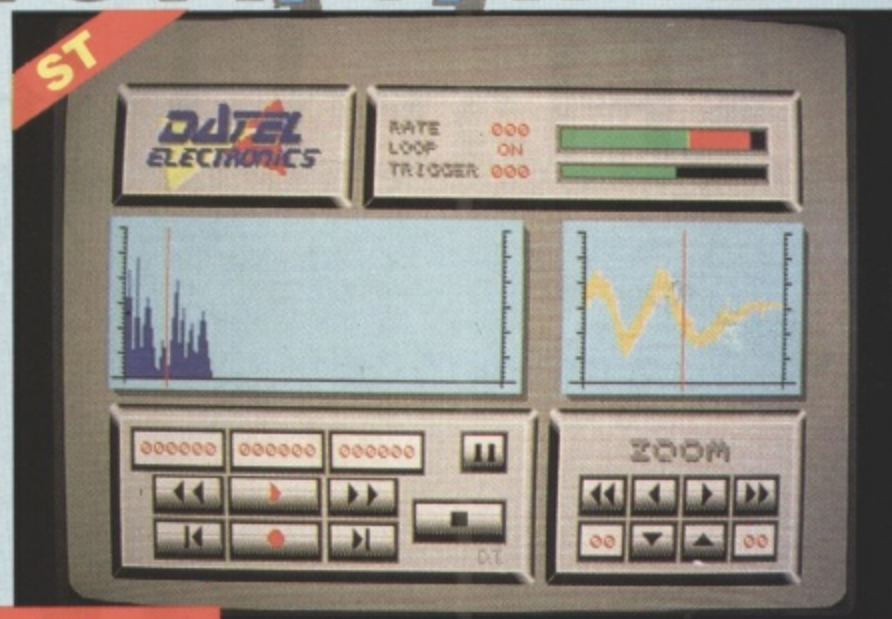 ST
DATEL
ELECTRONICS
RATE 000
LOOP ON
TRIGGER 000
000000 000000 000000
ZOOM
00 00
D.T